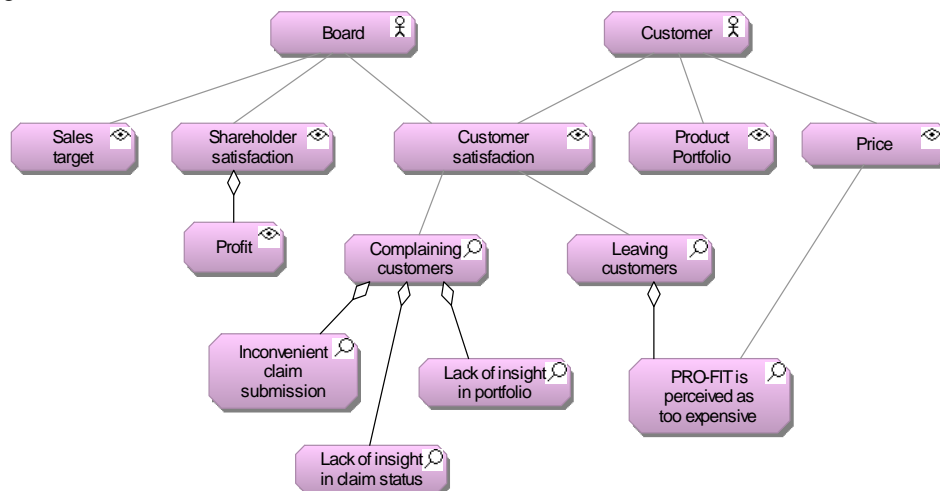 Board
Customer
Sales
target
Shareholder
satisfaction
Customer
satisfaction
Product
Portfolio
Price
Profit
Complaining
customers
Leaving
customers
Inconvenient
claim
submission
Lack of insight
in portfolio
PRO-FIT is
perceived as
too expensive
Lack of insight
in claim status